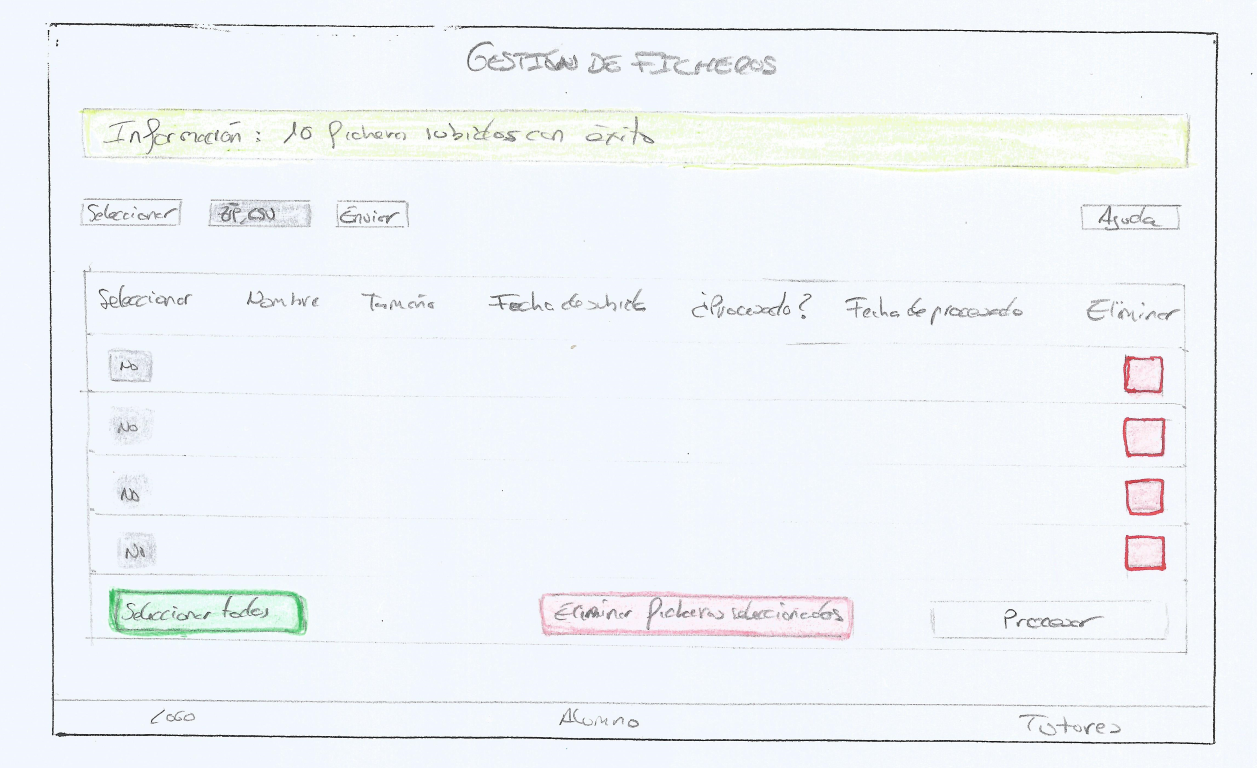 GESTIÓN DE FICHEROS
Información: 10 ficheros subidos con éxito
Seleccionar ZIP, CSV Enviar Ayuda
Seleccionar Nombre Tamaño Fecha de subida ¿Procesado? Fecha de procesado Eliminar
No
No
No
No
Seleccionar todos Eliminar ficheros seleccionados Procesar
LOGO Alumno Tutores